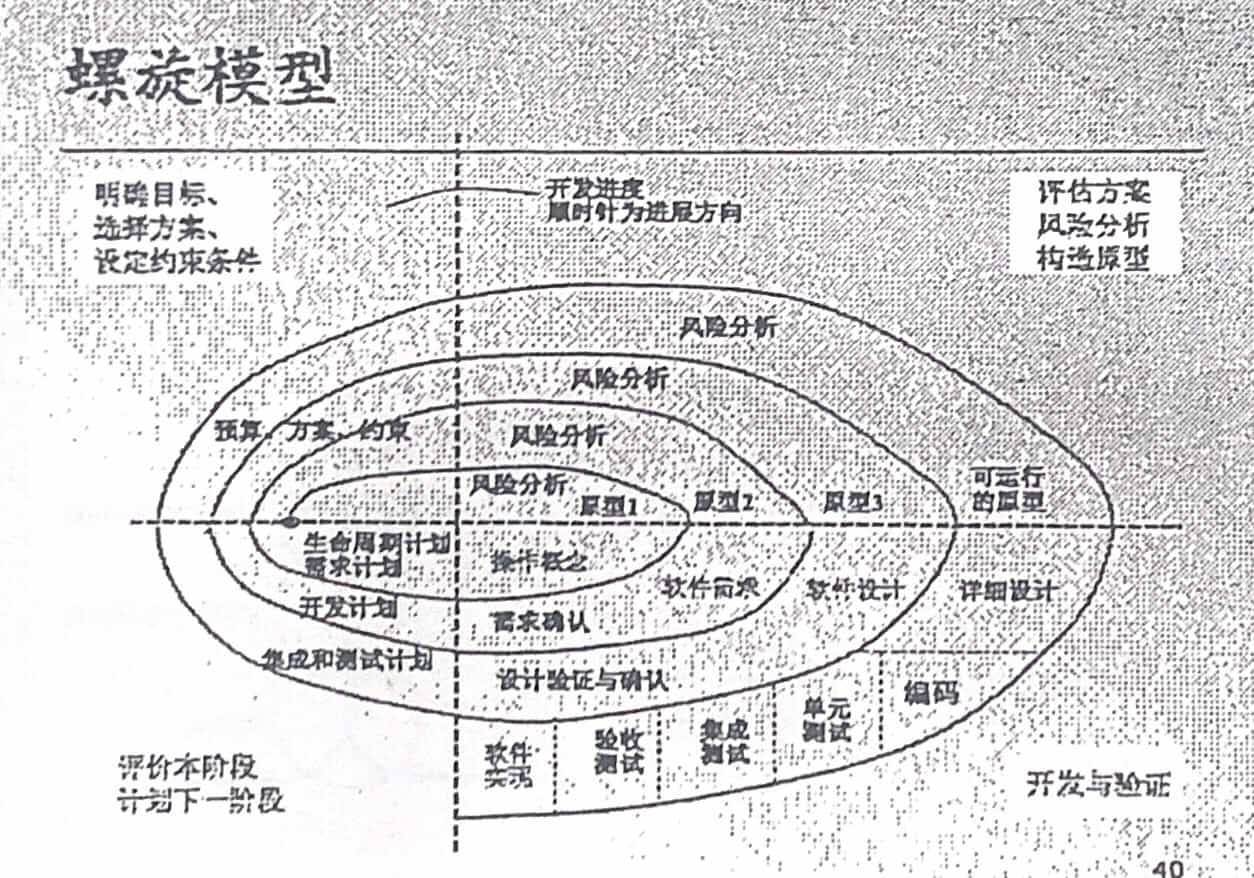 螺旋模型
明确目标、
选择方案、
设定约束条件
开发进度
顺时针为进展方向
评估方案
风险分析
构造原型
风险分析
风险分析
预算、方案、约束
风险分析
风险分析
原型1
原型2
原型3
可运行
的原型
生命周期计划
需求计划
操作概念
软件需求
软件设计
详细设计
开发计划
需求确认
集成和测试计划
设计验证与确认
编码
单元
测试
集成
测试
验收
测试
软件
实现
评价本阶段
计划下一阶段
开发与验证
40